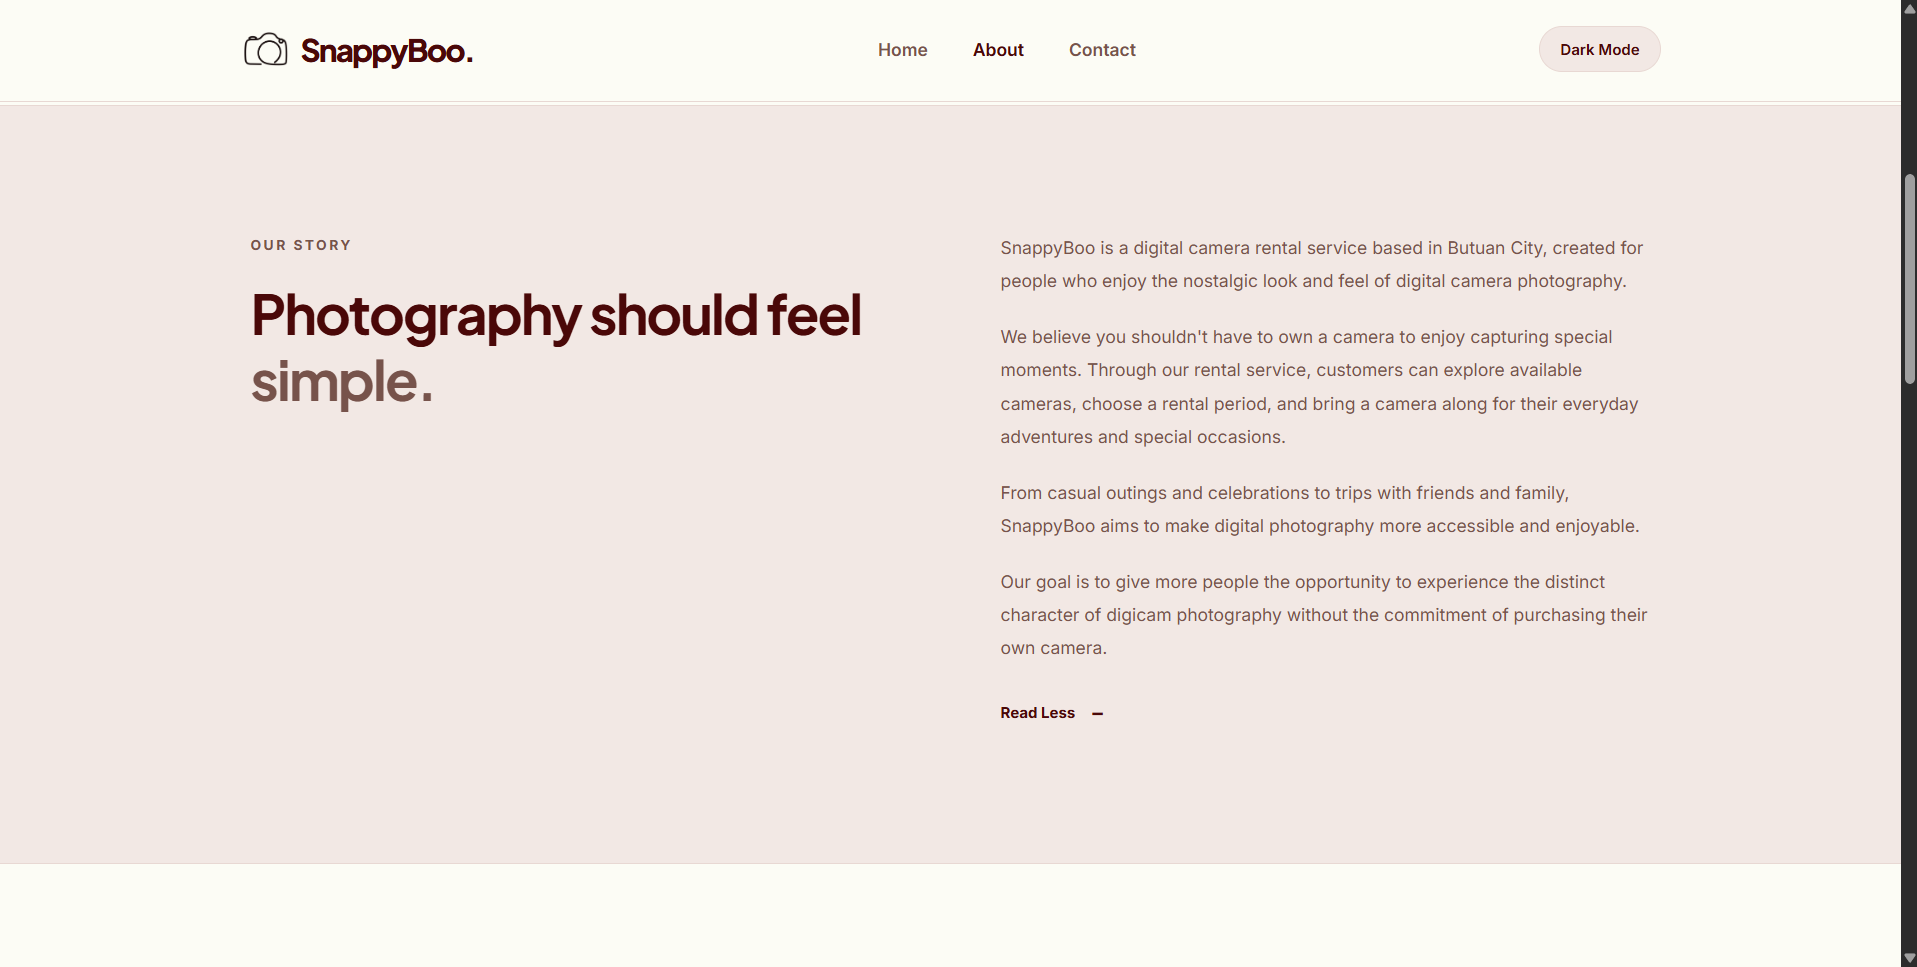 SnappyBoo.
Home
About
Contact
Dark Mode
OUR STORY
Photography should feel
simple.
SnappyBoo is a digital camera rental service based in Butuan City, created for
people who enjoy the nostalgic look and feel of digital camera photography.
We believe you shouldn't have to own a camera to enjoy capturing special
moments. Through our rental service, customers can explore available
cameras, choose a rental period, and bring a camera along for their everyday
adventures and special occasions.
From casual outings and celebrations to trips with friends and family,
SnappyBoo aims to make digital photography more accessible and enjoyable.
Our goal is to give more people the opportunity to experience the distinct
character of digicam photography without the commitment of purchasing their
own camera.
Read Less –